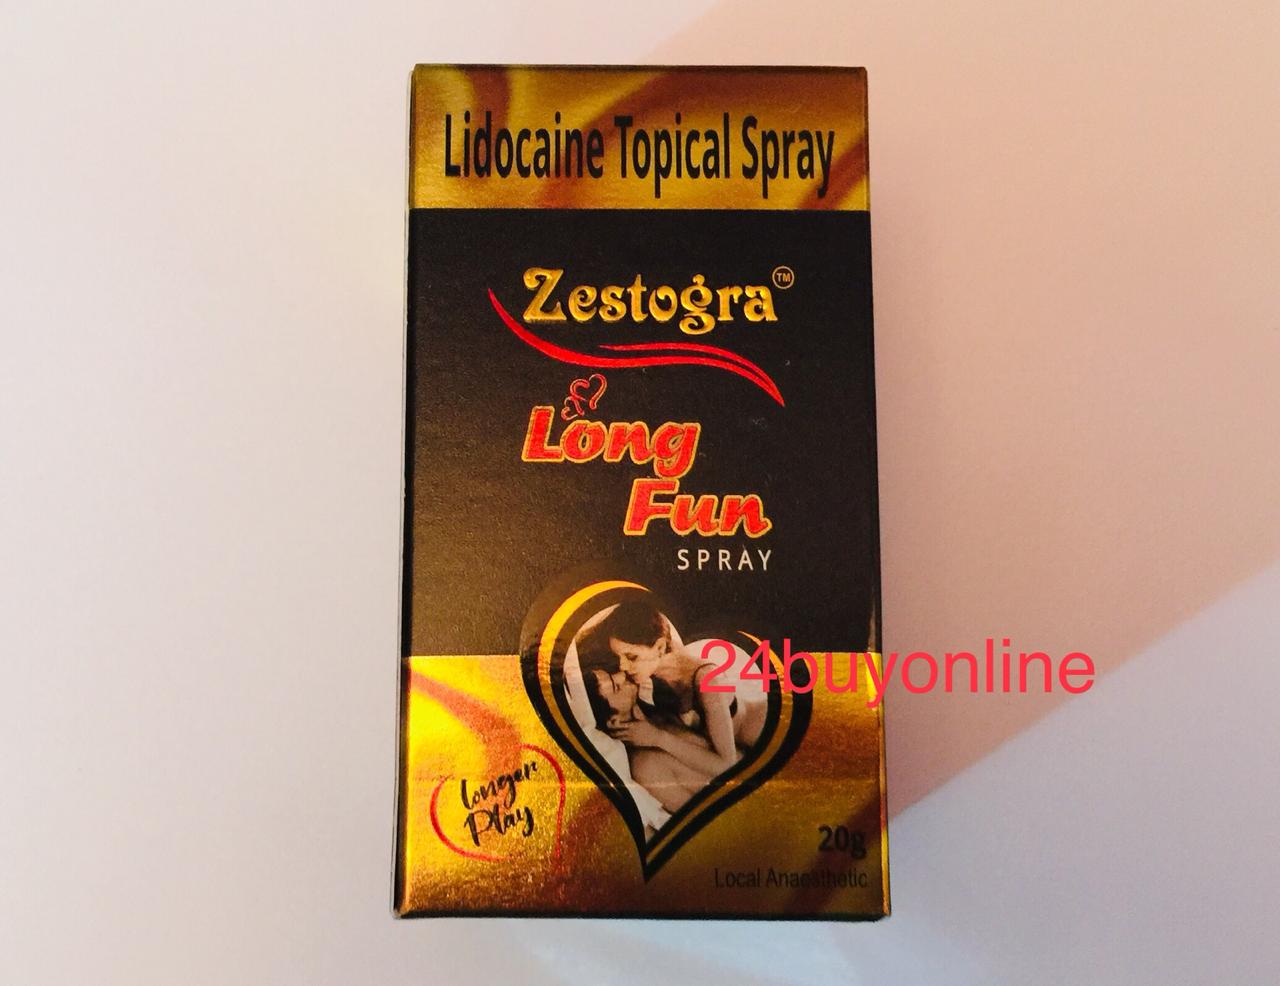 Lidocaine Topical Spray
Zestogra™
Long
Fun
SPRAY
24buyonline
Longer
Play
20g
Local Anaesthetic